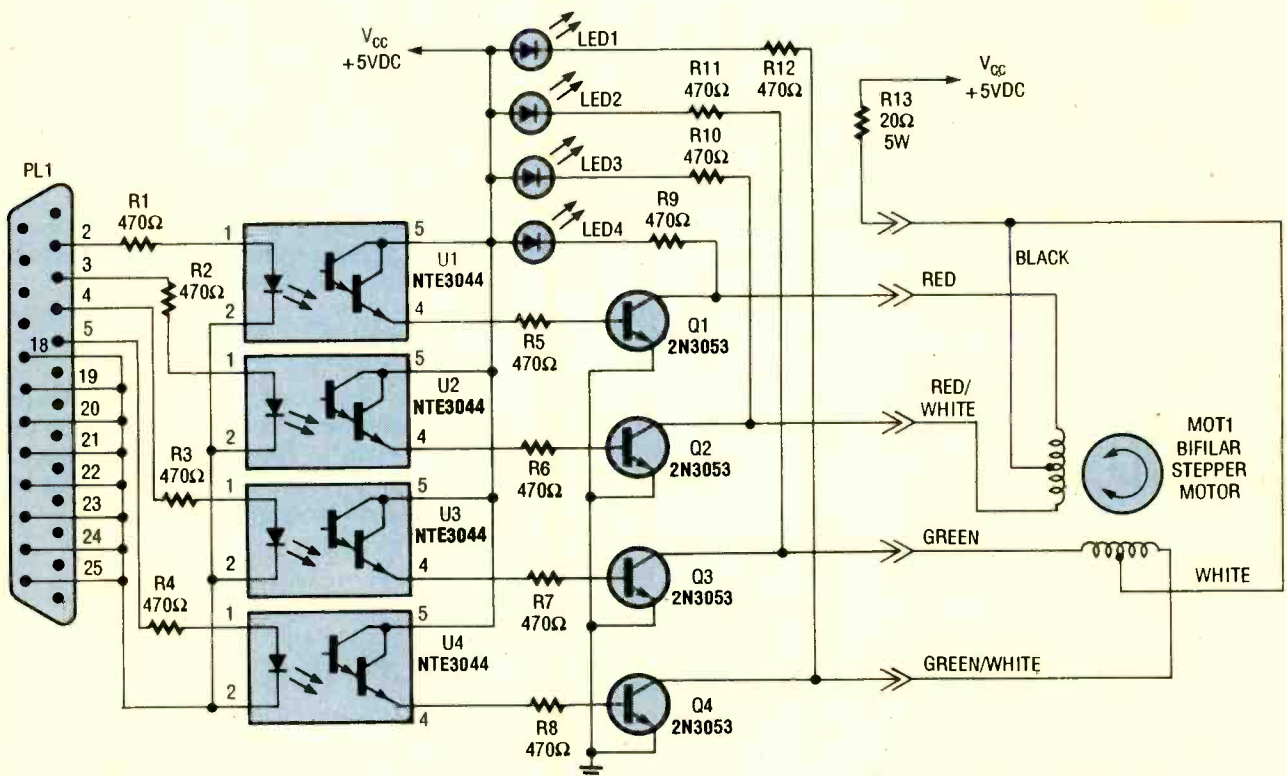 V_CC
+5VDC
LED1
LED2
LED3
LED4
R12
470Ω
R11
470Ω
R10
470Ω
R9
470Ω
V_CC
+5VDC
R13
20Ω
5W
PL1
2
3
4
5
18
19
20
21
22
23
24
25
R1
470Ω
R2
470Ω
R3
470Ω
R4
470Ω
1
2
5
4
U1
NTE3044
1
2
5
4
U2
NTE3044
1
2
5
4
U3
NTE3044
1
2
5
4
U4
NTE3044
R5
470Ω
R6
470Ω
R7
470Ω
R8
470Ω
Q1
2N3053
Q2
2N3053
Q3
2N3053
Q4
2N3053
BLACK
RED
RED/
WHITE
GREEN
WHITE
GREEN/WHITE
MOT1
BIFILAR
STEPPER
MOTOR